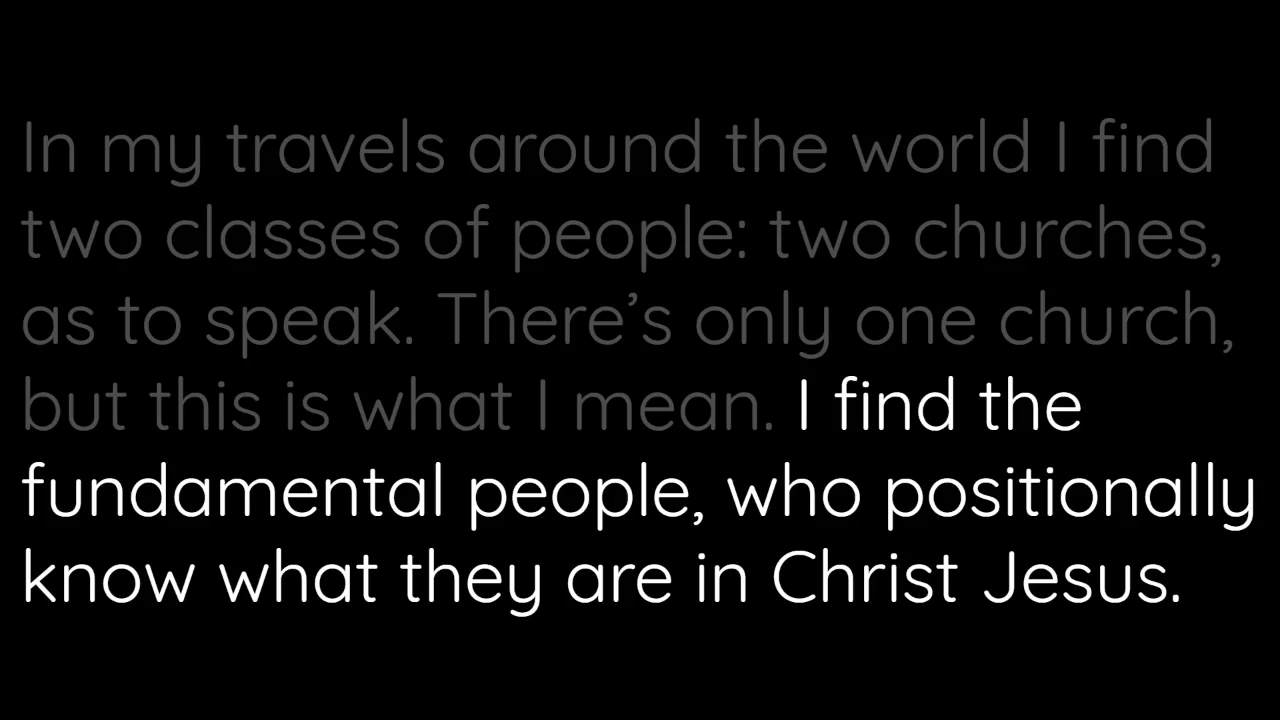 In my travels around the world I find
two classes of people: two churches,
as to speak. There’s only one church,
but this is what I mean. I find the
fundamental people, who positionally
know what they are in Christ Jesus.